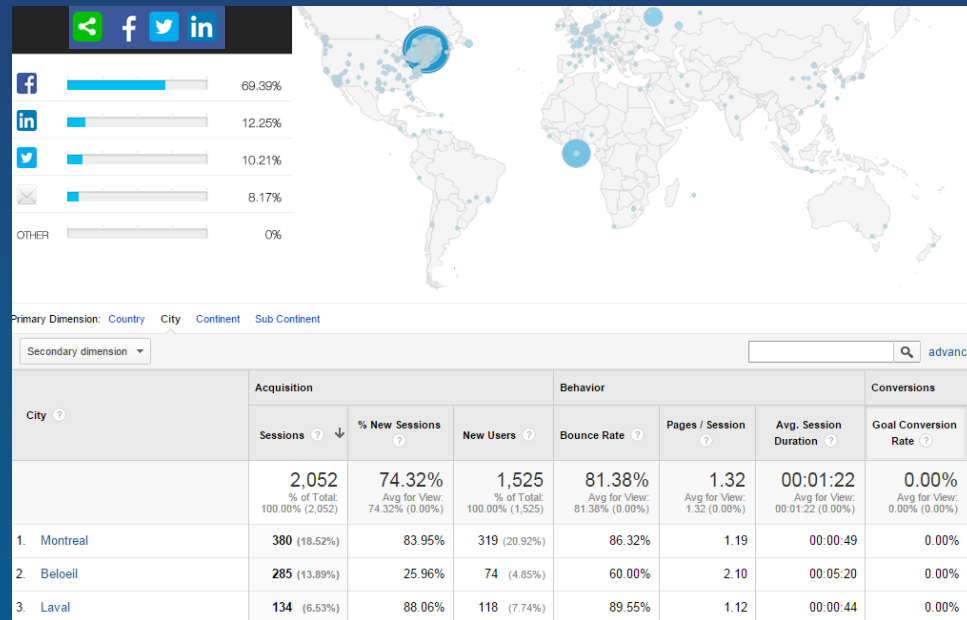 f in
f 69.39%
in 12.25%
10.21%
8.17%
OTHER 0%
Primary Dimension: Country City Continent Sub Continent
Secondary dimension advanc
Acquisition Behavior Conversions
City ? Sessions ? % New Sessions ? New Users ? Bounce Rate ? Pages / Session ? Avg. Session Duration ? Goal Conversion Rate ?
2,052 74.32% 1,525 81.38% 1.32 00:01:22 0.00%
% of Total: Avg for View: % of Total: Avg for View: Avg for View: Avg for View: Avg for View:
100.00% (2,052) 74.32% (0.00%) 100.00% (1,525) 81.38% (0.00%) 1.32 (0.00%) 00:01:22 (0.00%) 0.00% (0.00%)
1. Montreal 380 (18.52%) 83.95% 319 (20.92%) 86.32% 1.19 00:00:49 0.00%
2. Beloeil 285 (13.89%) 25.96% 74 (4.85%) 60.00% 2.10 00:05:20 0.00%
3. Laval 134 (6.53%) 88.06% 118 (7.74%) 89.55% 1.12 00:00:44 0.00%